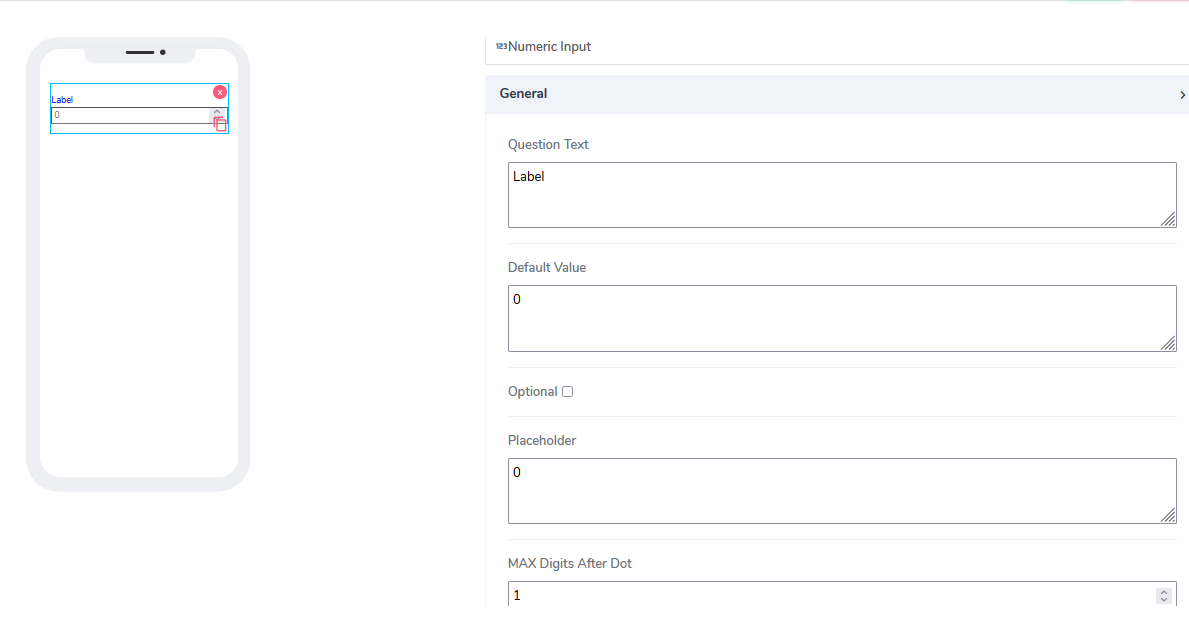 Label
0
123 Numeric Input
General
Question Text
Label
Default Value
0
Optional
Placeholder
0
MAX Digits After Dot
1